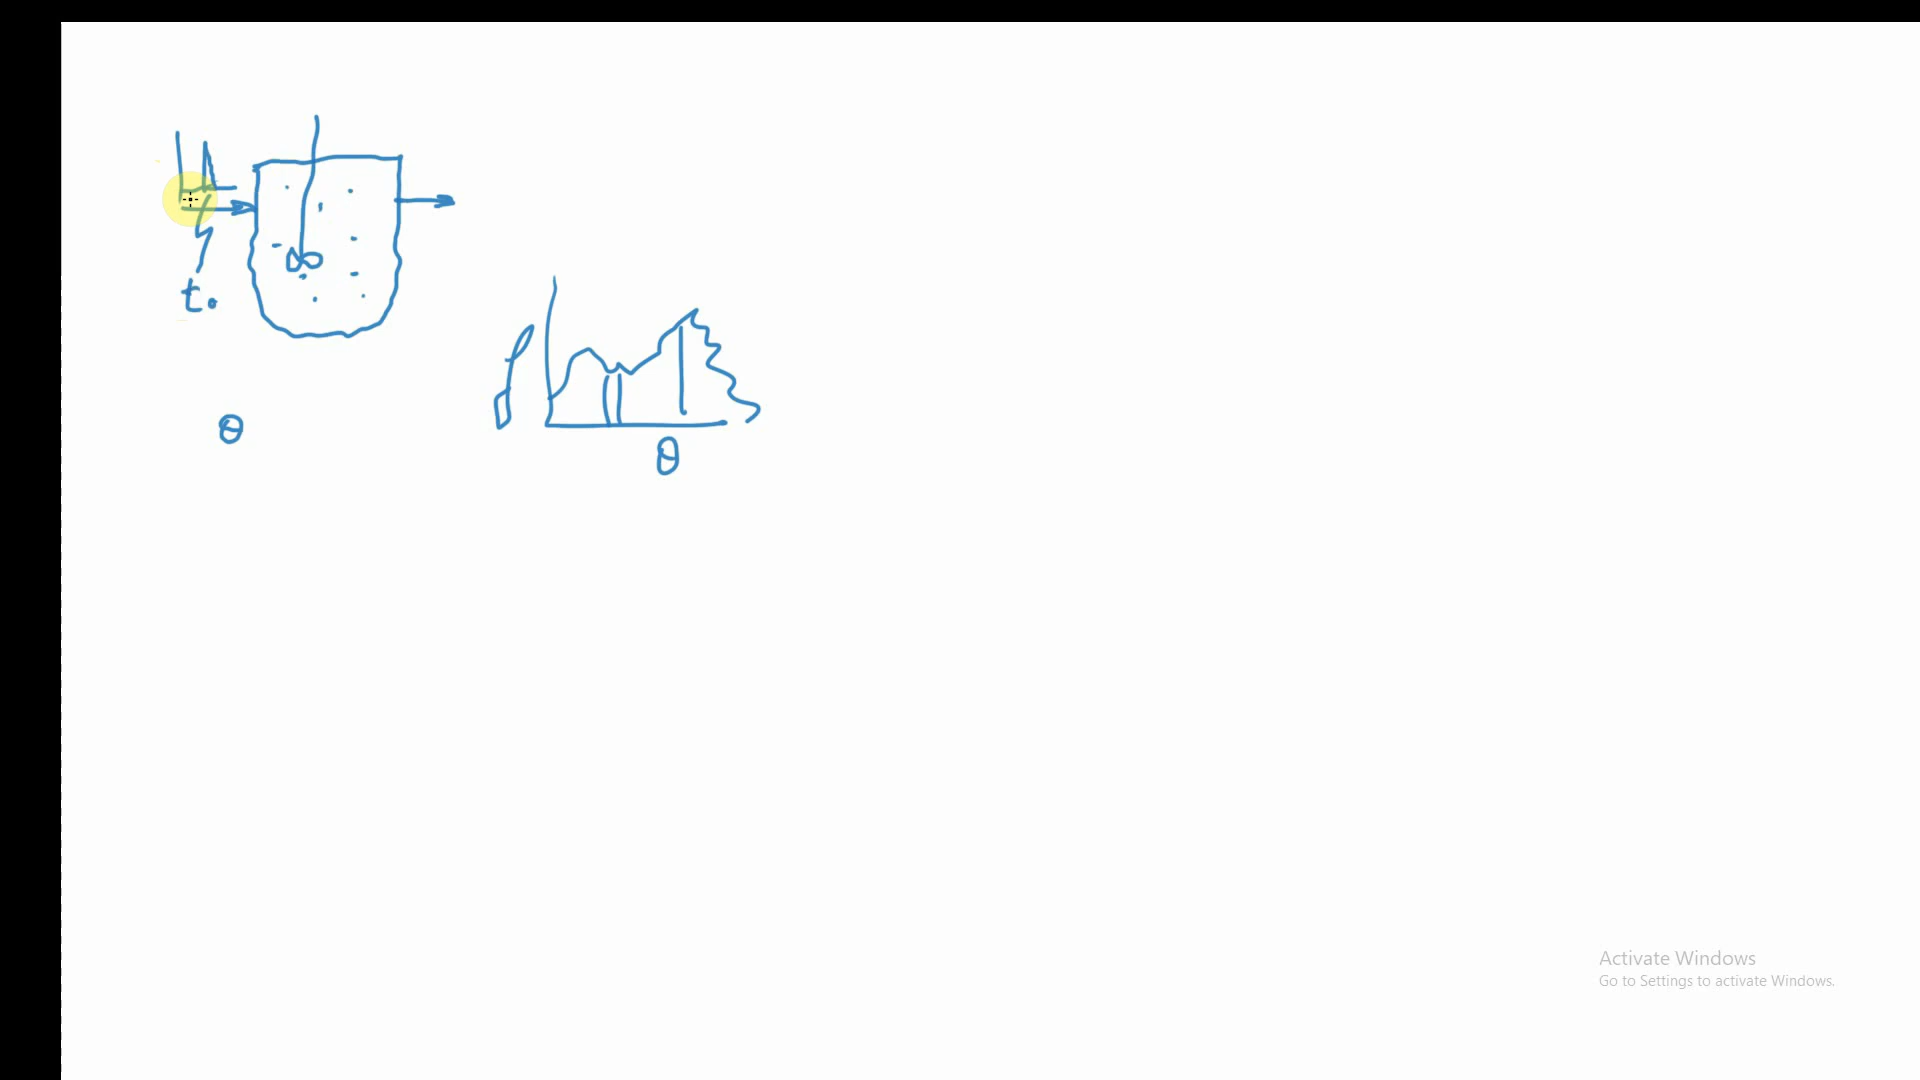 t₀
θ
θ
Activate Windows
Go to Settings to activate Windows.